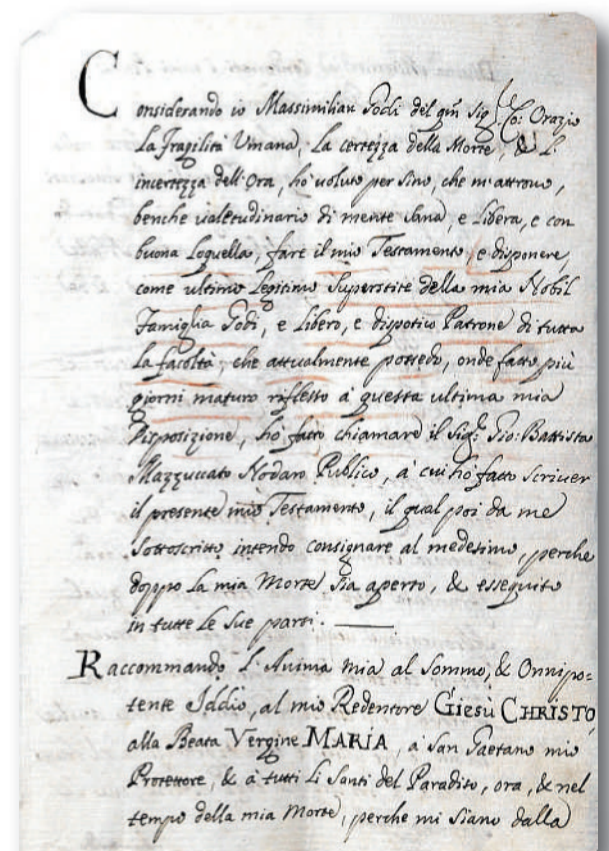 Considerando io Massimilian Godi del qm Sig: Co: Orazio
La fragilità Umana, La certezza della Morte, & L'
incertezza dell'Ora, hò voluto per sino, che m'attrovo,
benche valetudinario di mente Sana, e Libera, e con
buona Loquella, fare il mio Testamento, e disponere,
come ultimo Legitimo Superstite della mia Nobil
Famiglia Godi, e Libero, e dispotico Patrone di tutta
La facoltà, che attualmente possedo, onde fatto più
giorni maturo riflesso à questa ultima mia
Disposizione, hò fatto chiamare il Sigr: Gio: Battista
Mazzuccato Nodaro Publico, à cui hò fatto scriver
il presente mio Testamento, il qual poi da me
Sottoscritto intendo consignare al medesimo, perche
doppo La mia Morte Sia aperto, & esseguito
in tutte Le Sue parti. ———
Raccommando L'Anima mia al Sommo, & Onnipo=
tente Iddio, al mio Redentore Giesù CHRISTO,
alla Beata Vergine MARIA, à San Gaetano mio
Protettore, & à tutti Li Santi del Paradiso, ora, & nel
tempo della mia Morte, perche mi Siano dalla